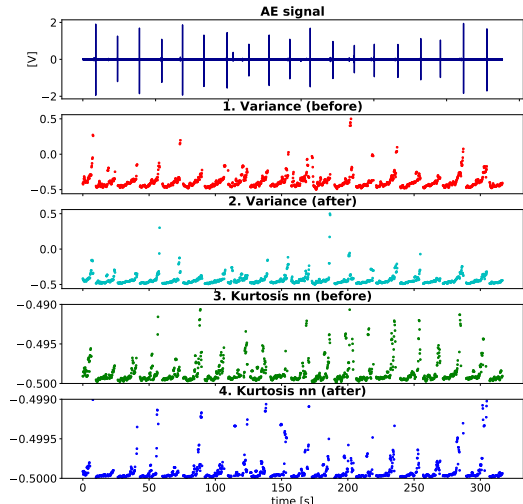 AE signal
2
0
−2
[V]
1. Variance (before)
0.5
0.0
−0.5
2. Variance (after)
0.5
0.0
−0.5
3. Kurtosis nn (before)
−0.490
−0.495
−0.500
4. Kurtosis nn (after)
−0.4990
−0.4995
−0.5000
0 50 100 150 200 250 300
time [s]